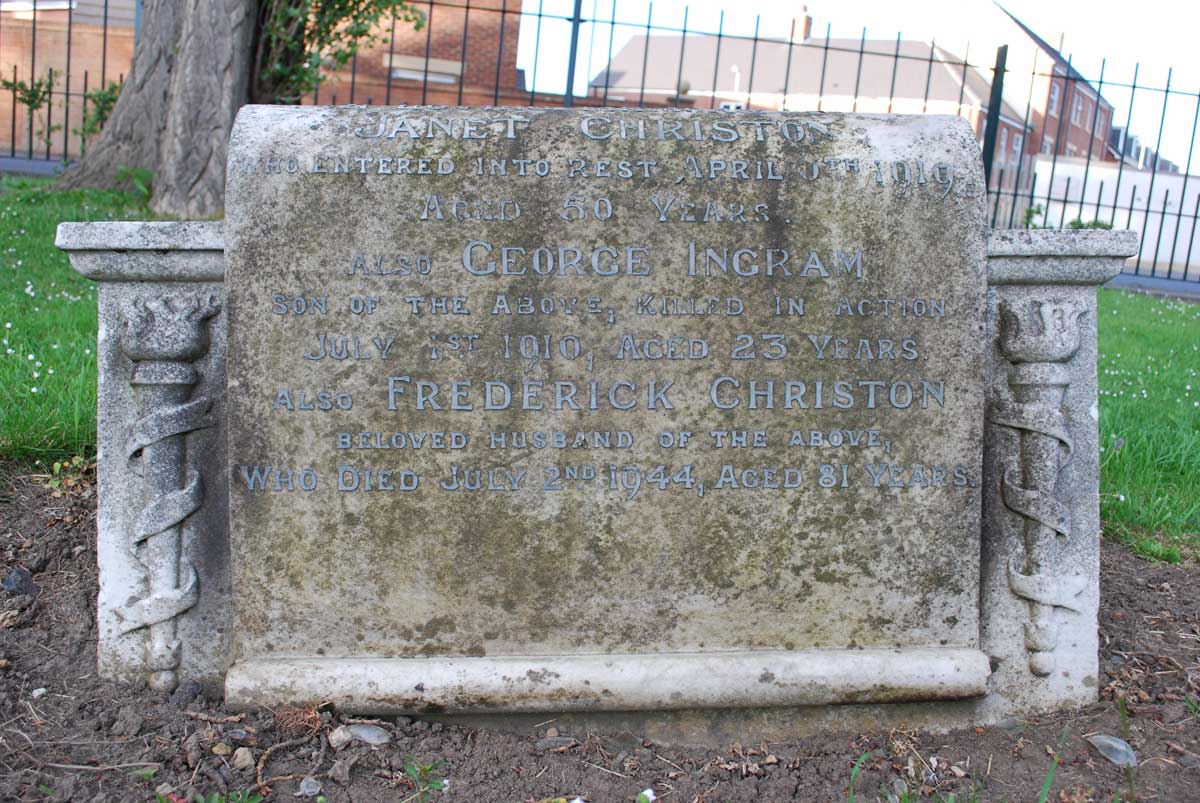 JANET CHRISTON
WHO ENTERED INTO REST APRIL TH 1919,
AGED 50 YEARS.
ALSO GEORGE INGRAM
SON OF THE ABOVE, KILLED IN ACTION
JULY 1ST 1916, AGED 23 YEARS.
ALSO FREDERICK CHRISTON
BELOVED HUSBAND OF THE ABOVE,
WHO DIED JULY 2ND 1944, AGED 81 YEARS.